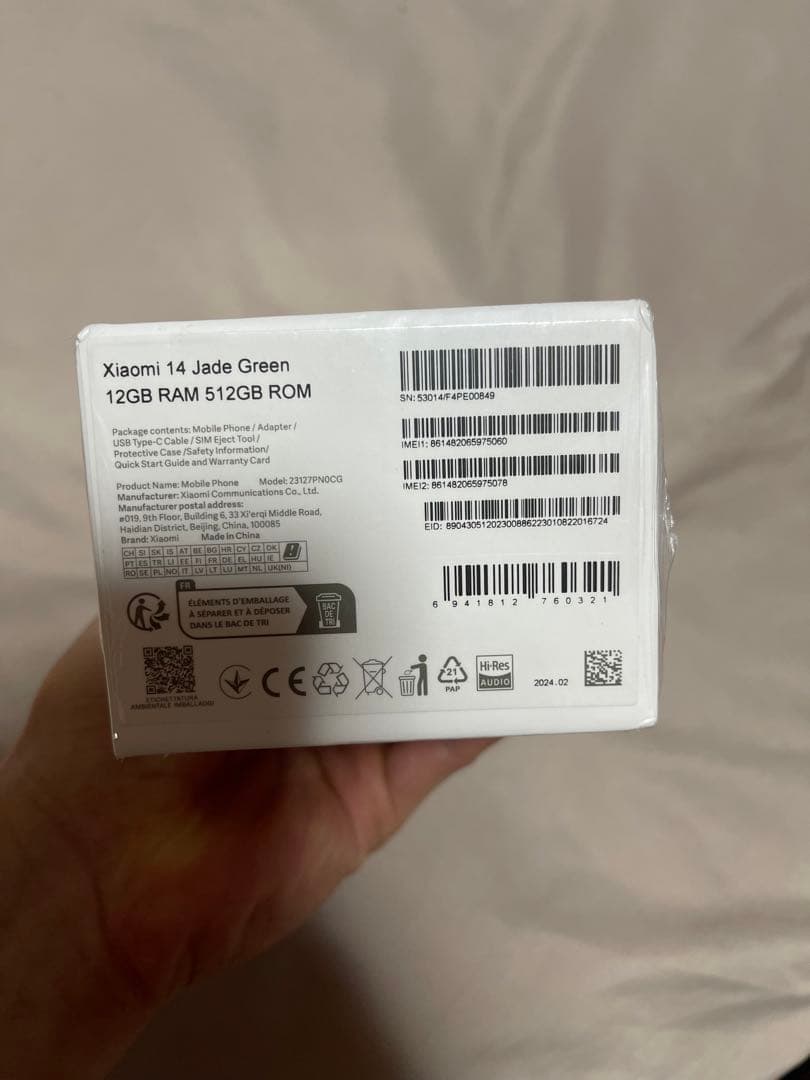 Xiaomi 14 Jade Green
12GB RAM 512GB ROM
Package contents: Mobile Phone / Adapter /
USB Type-C Cable / SIM Eject Tool /
Protective Case /Safety Information/
Quick Start Guide and Warranty Card
Product Name: Mobile Phone Model: 23127PN0CG
Manufacturer: Xiaomi Communications Co., Ltd.
Manufacturer postal address:
#019, 9th Floor, Building 6, 33 Xi'erqi Middle Road,
Haidian District, Beijing, China, 100085
Brand: Xiaomi Made in China
CH SI SK IS AT BE BG HR CY CZ DK
PT ES TR LI EE FI FR DE EL HU IE
RO SE PL NO IT LV LT LU MT NL UK(NI)
FR
ÉLÉMENTS D'EMBALLAGE
À SÉPARER ET À DÉPOSER
DANS LE BAC DE TRI
BAC
DE
TRI
ETICHETTATURA
AMBIENTALE IMBALLAGGI
CE
21
PAP
Hi-Res
AUDIO
2024.02
SN: 53014/F4PE00849
IMEI1: 861482065975060
IMEI2: 861482065975078
EID: 89043051202300886223010822016724
6 941812 760321